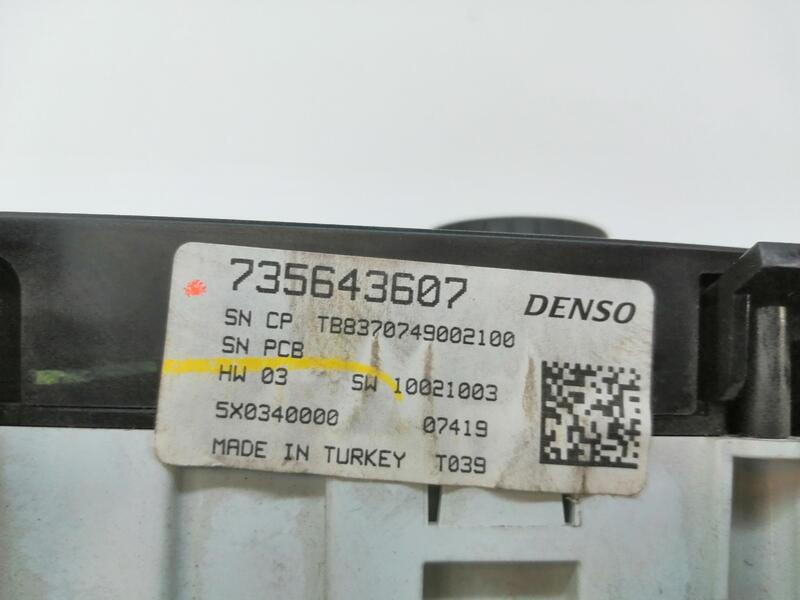 735643607
DENSO
SN CP TB8370749002100
SN PCB
HW 03 SW 10021003
5X0340000 07419
MADE IN TURKEY T039